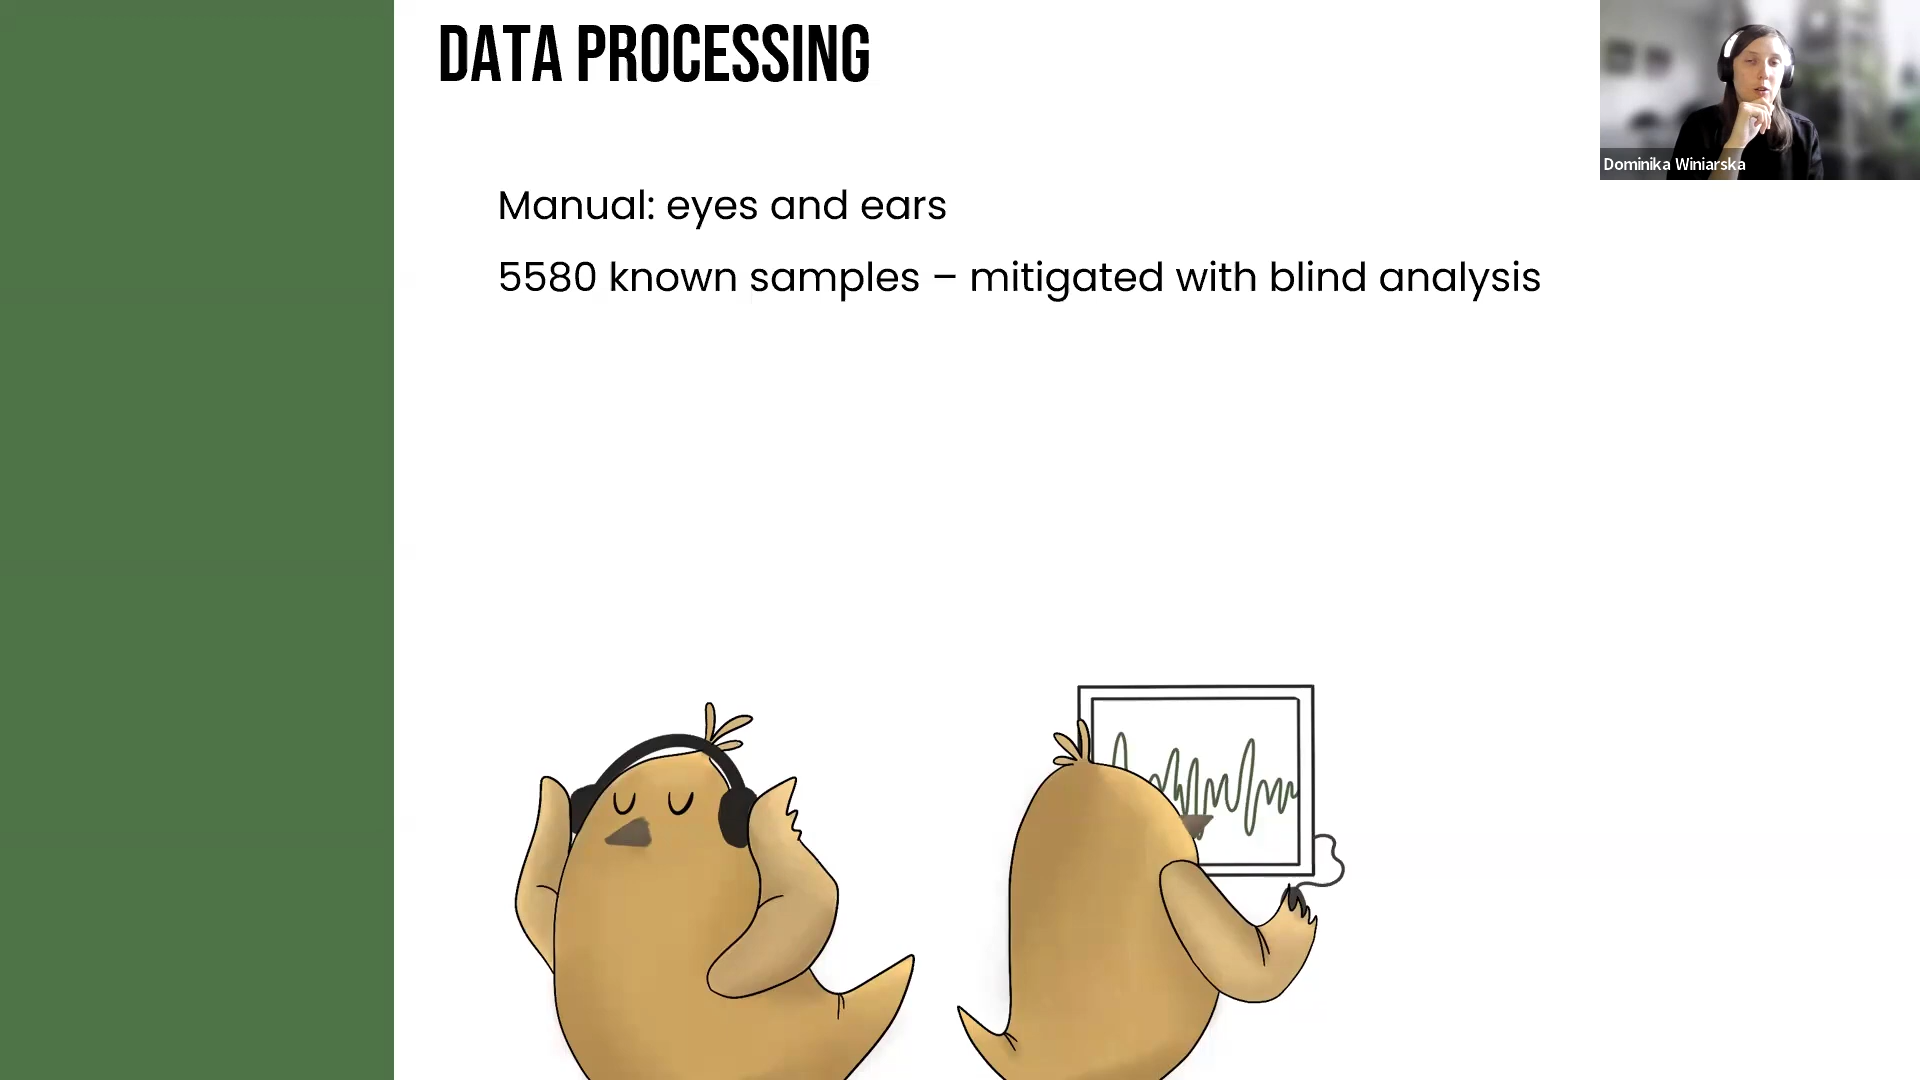 DATA PROCESSING
Dominika Winiarska
Manual: eyes and ears
5580 known samples – mitigated with blind analysis